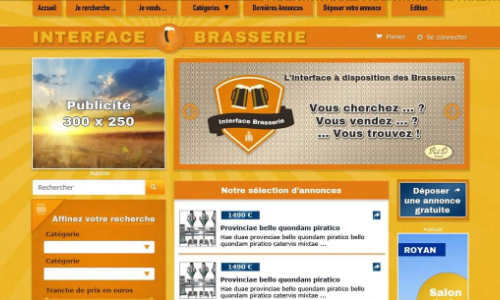 Accueil Je recherche ... Je vends ... Catégories ▼ Dernières Annonces Déposer votre annonce Edition
INTERFACE BRASSERIE
Panier Se connecter
Publicité
300 x 250
Publicité
L'interface à disposition des Brasseurs
Interface Brasserie
Vous cherchez ... ?
Vous vendez ... ?
... Vous trouvez !
Rechercher
Affinez votre recherche
Catégorie
Catégorie
Tranche de prix en euros
Notre sélection d'annonces
1490 €
Provinciae bello quondam piratico
Hae duae provinciae bello quondam
piratico catervis mixtae ...
1490 €
Provinciae bello quondam piratico
Hae duae provinciae bello quondam
piratico catervis mixtae ...
Déposer
une annonce
gratuite
Publicité
ROYAN
Salon